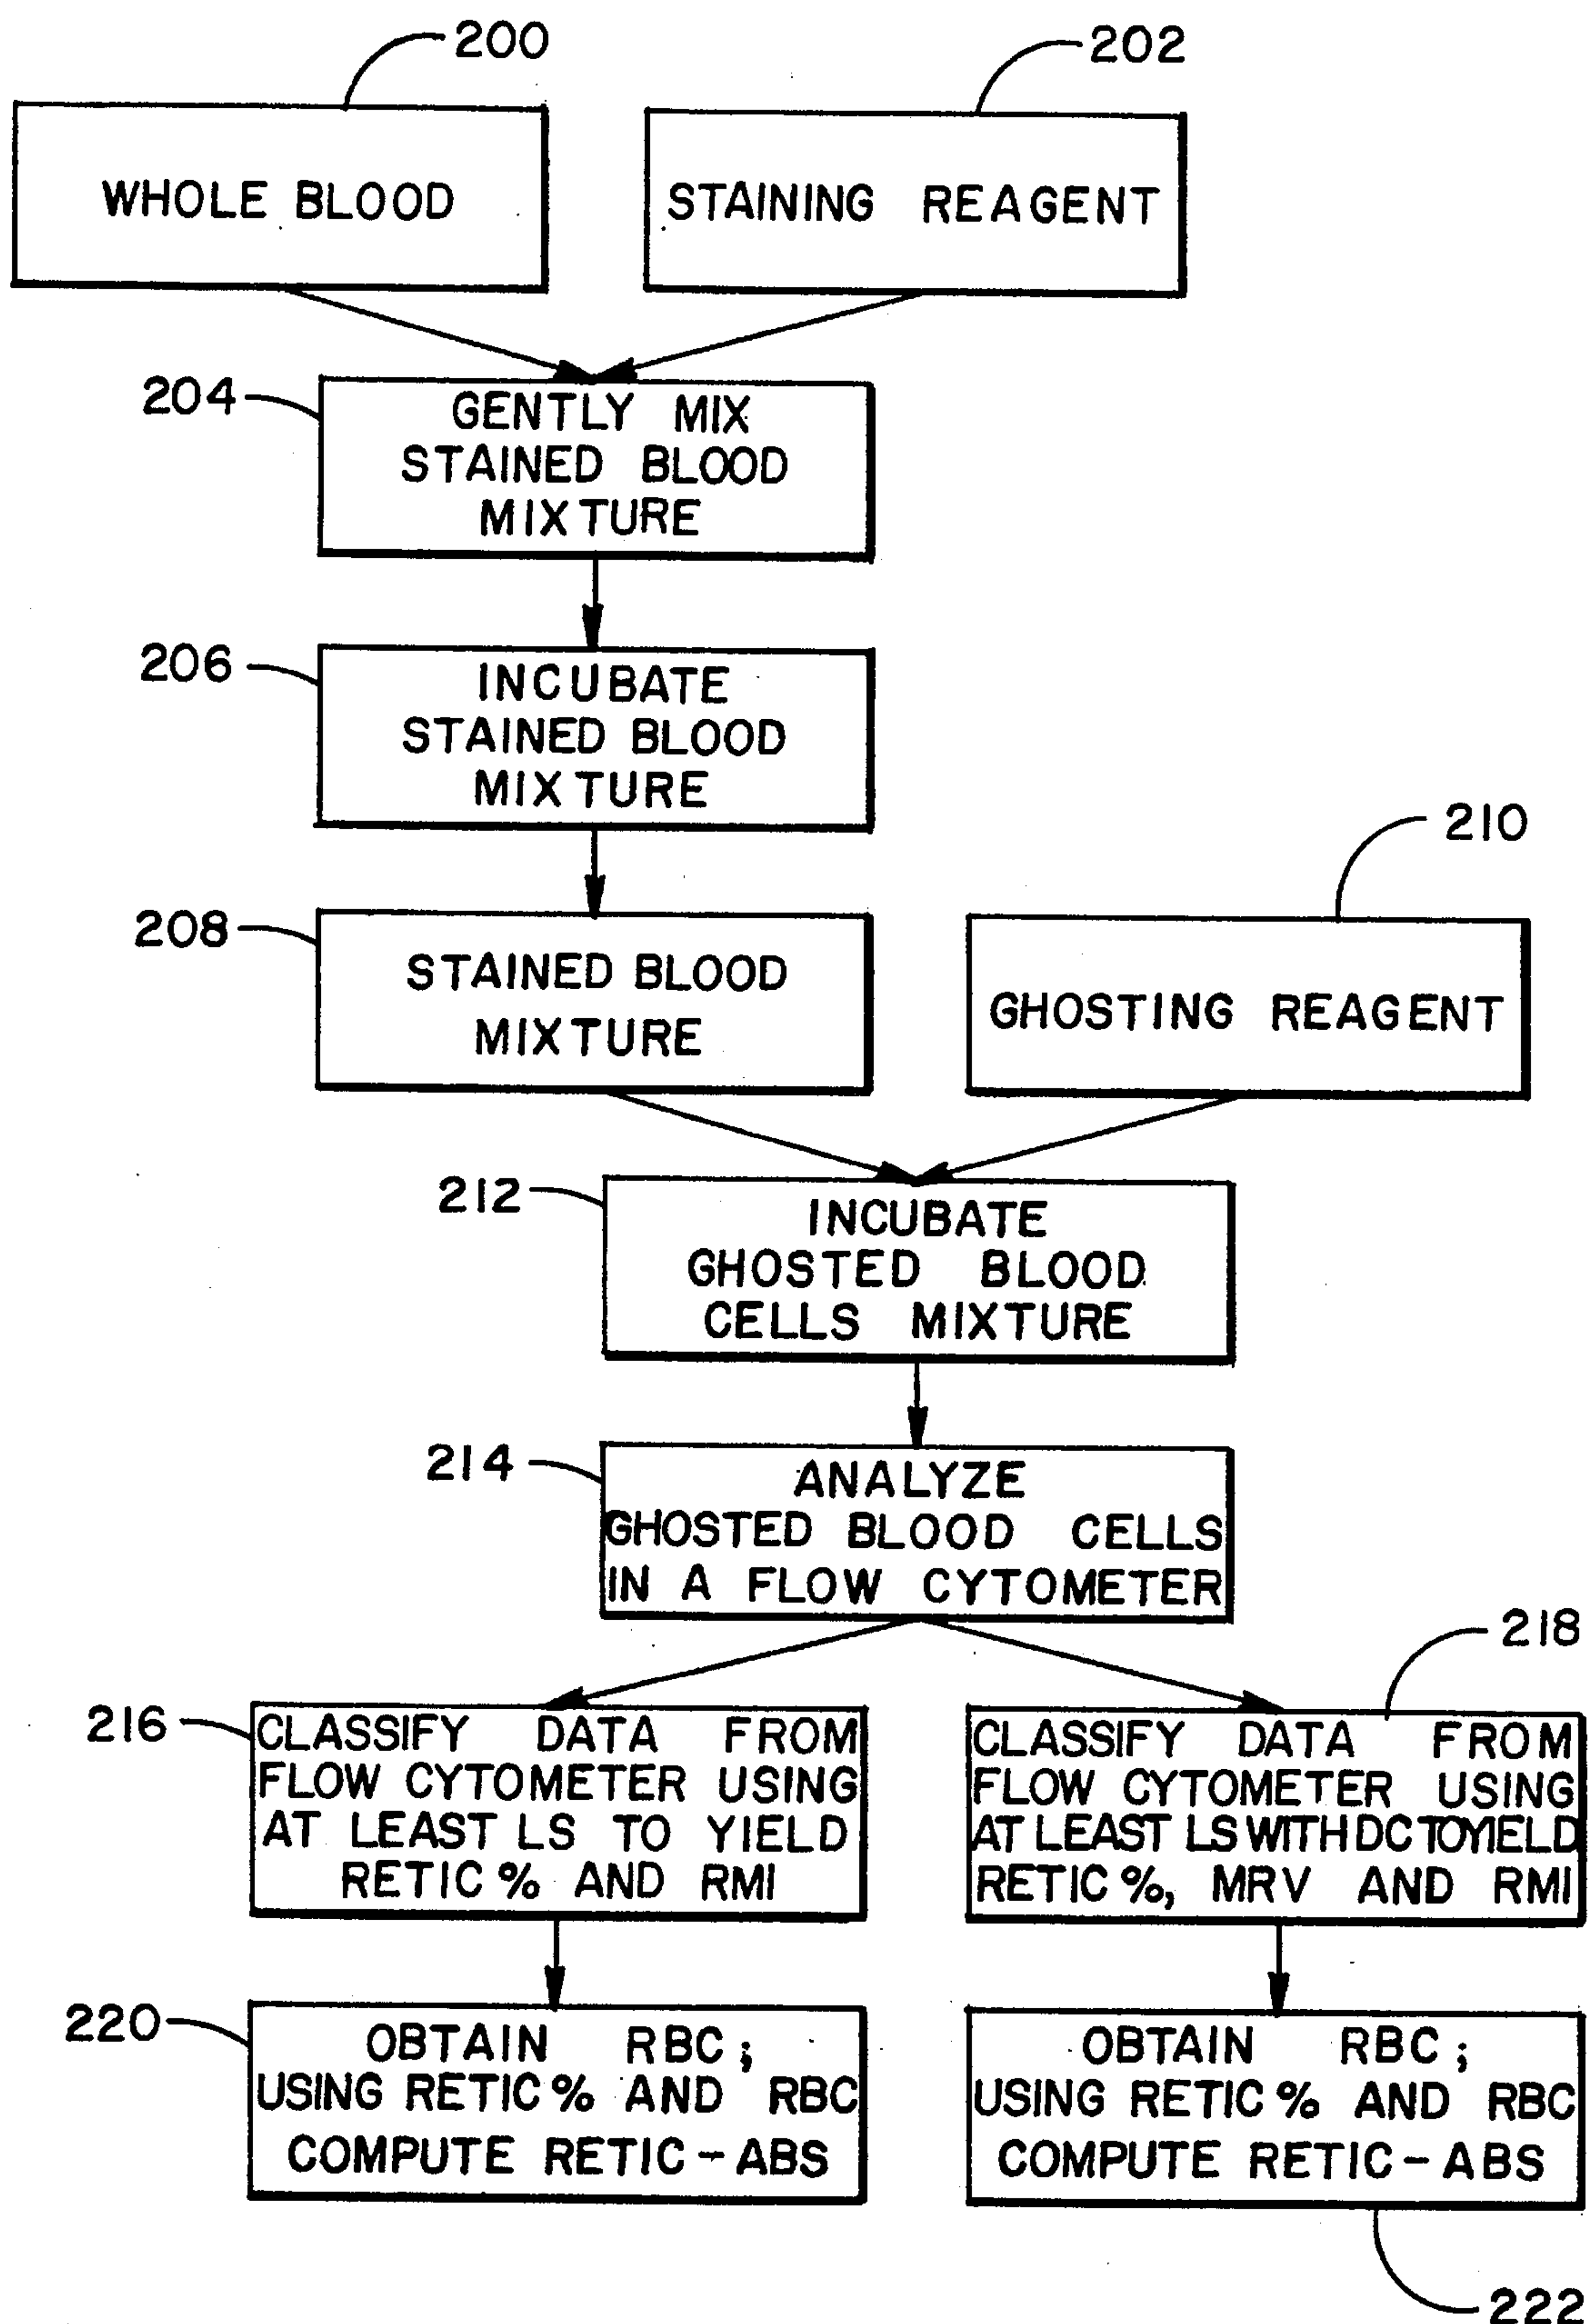 200
202
WHOLE BLOOD
STAINING REAGENT
204
GENTLY MIX
STAINED BLOOD
MIXTURE
206
INCUBATE
STAINED BLOOD
MIXTURE
208
STAINED BLOOD
MIXTURE
210
GHOSTING REAGENT
212
INCUBATE
GHOSTED BLOOD
CELLS MIXTURE
214
ANALYZE
GHOSTED BLOOD CELLS
IN A FLOW CYTOMETER
216
CLASSIFY DATA FROM
FLOW CYTOMETER USING
AT LEAST LS TO YIELD
RETIC % AND RMI
218
CLASSIFY DATA FROM
FLOW CYTOMETER USING
AT LEAST LS WITH DC TO YIELD
RETIC %, MRV AND RMI
220
OBTAIN RBC;
USING RETIC % AND RBC
COMPUTE RETIC-ABS
OBTAIN RBC;
USING RETIC % AND RBC
COMPUTE RETIC-ABS
222